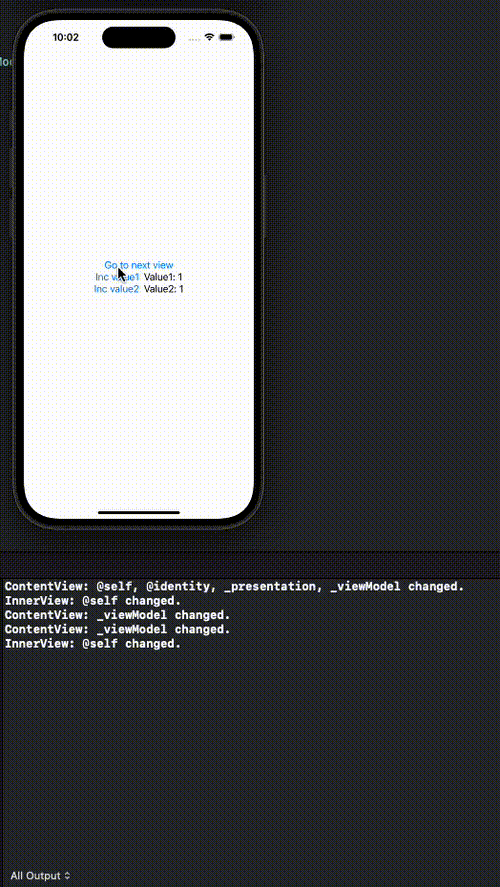 10:02
Go to next view
Inc value1 Value1: 1
Inc value2 Value2: 1
ContentView: @self, @identity, _presentation, _viewModel changed.
InnerView: @self changed.
ContentView: _viewModel changed.
ContentView: _viewModel changed.
InnerView: @self changed.
All Output